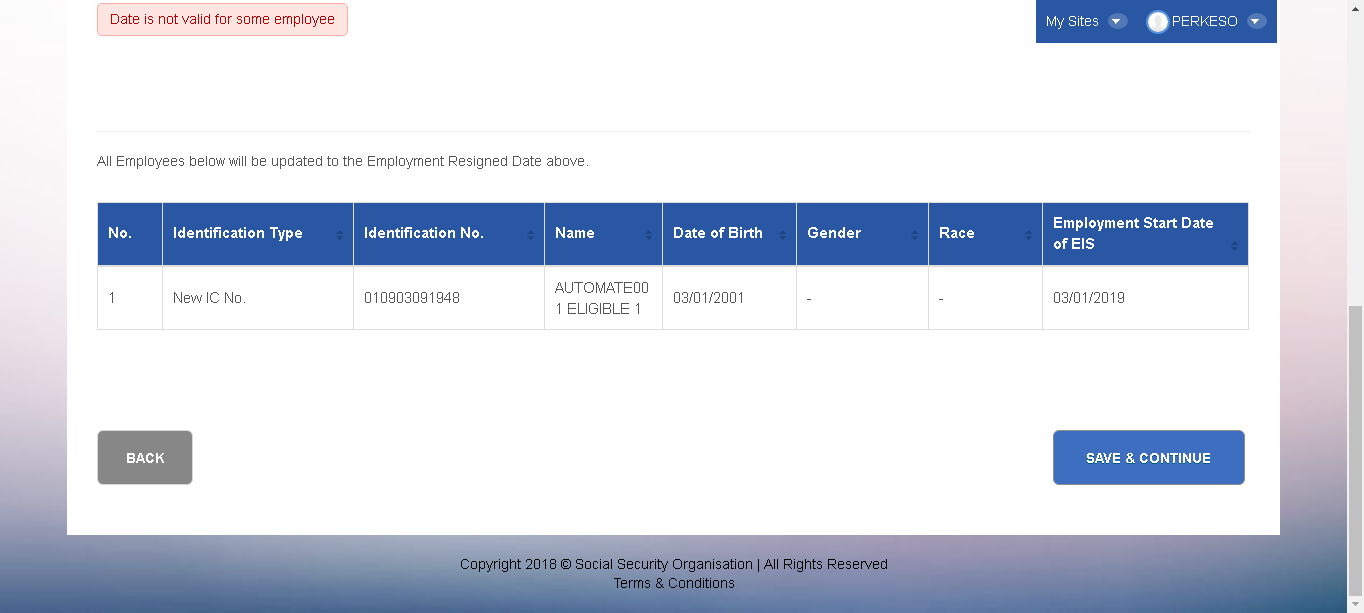 Date is not valid for some employee
My Sites PERKESO
All Employees below will be updated to the Employment Resigned Date above.
No. Identification Type Identification No. Name Date of Birth Gender Race Employment Start Date
of EIS
1 New IC No. 010903091948 AUTOMATE00 03/01/2001 - - 03/01/2019
1 ELIGIBLE 1
BACK SAVE & CONTINUE
Copyright 2018 © Social Security Organisation | All Rights Reserved
Terms & Conditions